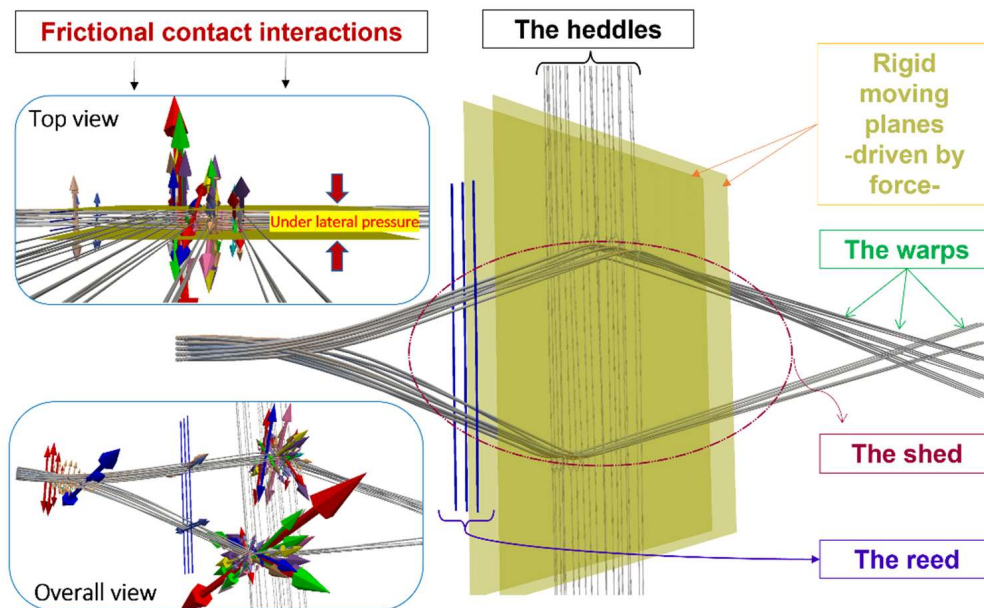 Frictional contact interactions
The heddles
Rigid
moving
planes
-driven by
force-
Top view
Under lateral pressure
The warps
The shed
Overall view
The reed